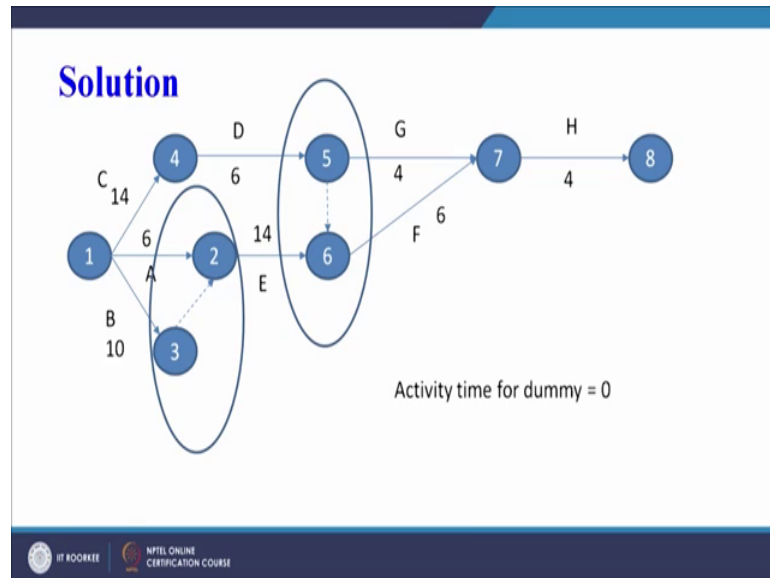 Solution
D
G
H
4
5
7
8
C
6
4
4
14
6
14
6
1
2
6
F
A
E
B
3
10
Activity time for dummy = 0
IIT ROORKEE
NPTEL ONLINE
CERTIFICATION COURSE